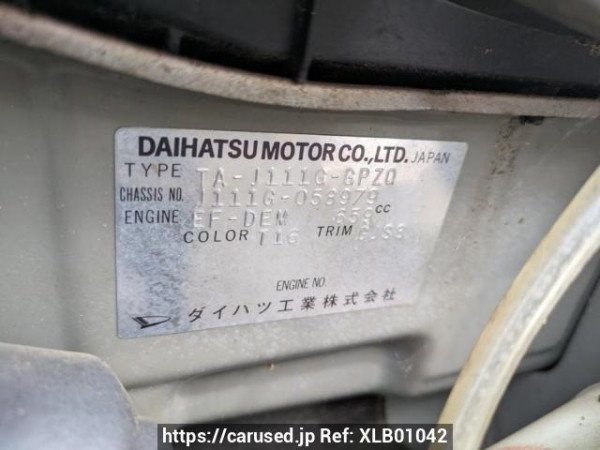 DAIHATSU MOTOR CO.,LTD. JAPAN
TYPE TA-J111G-GPZQ
CHASSIS NO. J111G-
ENGINE EF-DEM 659 CC
COLOR T16 TRIM
ENGINE NO.
ダイハツ工業株式会社
https://carused.jp Ref: XLB01042